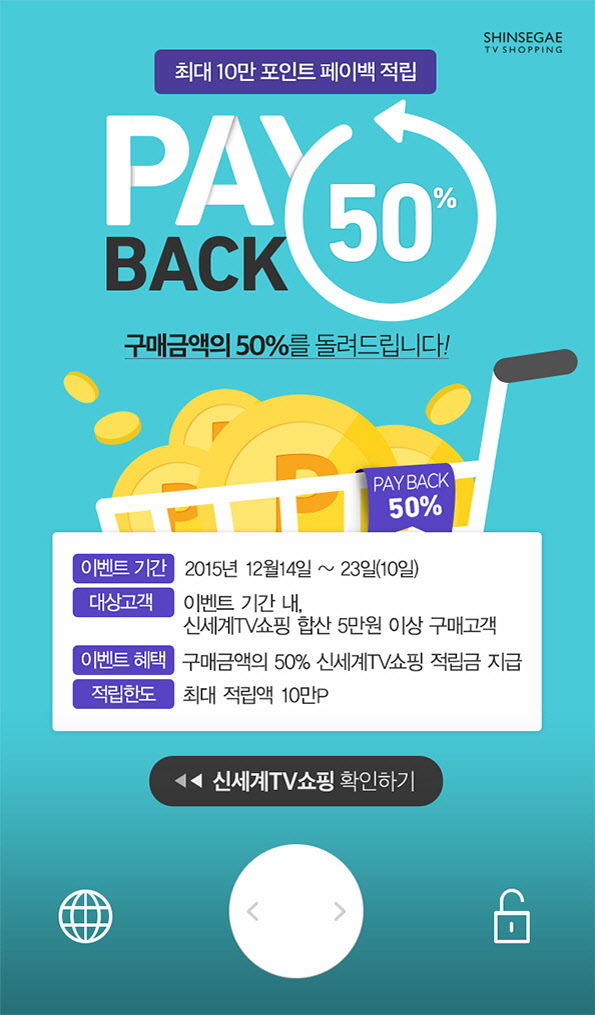 SHINSEGAE
TV SHOPPING
최대 10만 포인트 페이백 적립
PAY
BACK
50%
구매금액의 50%를 돌려드립니다!
P
P
P
PAY BACK
50%
이벤트 기간 2015년 12월14일 ~ 23일(10일)
대상고객 이벤트 기간 내,
신세계TV쇼핑 합산 5만원 이상 구매고객
이벤트 혜택 구매금액의 50% 신세계TV쇼핑 적립금 지급
적립한도 최대 적립액 10만P
신세계TV쇼핑 확인하기